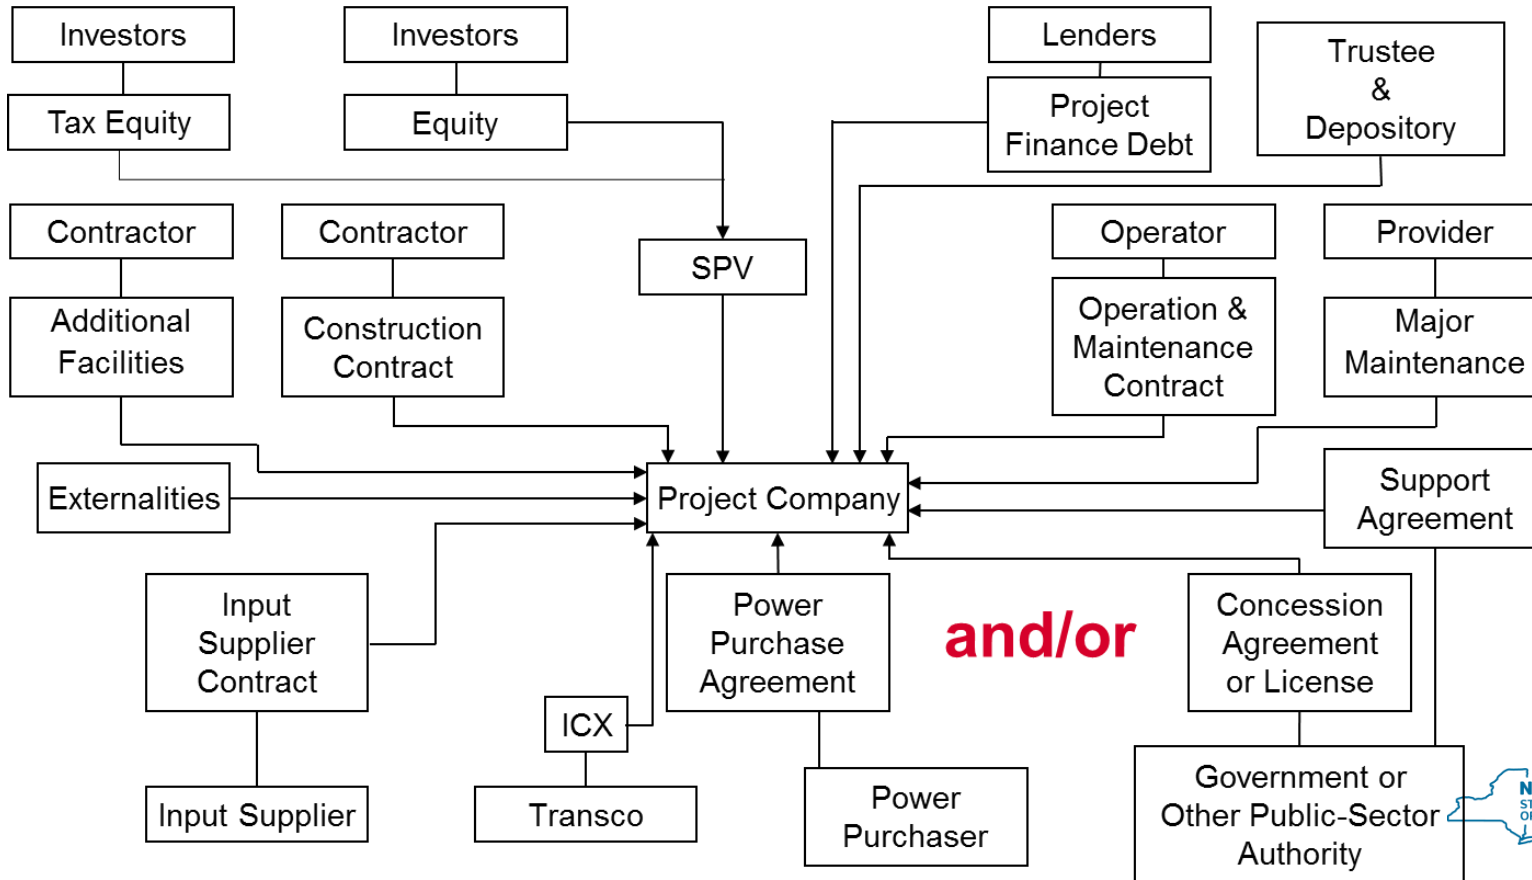 Investors
Investors
Lenders
Trustee
&
Depository
Tax Equity
Equity
Project
Finance Debt
Contractor
Contractor
SPV
Operator
Provider
Additional
Facilities
Construction
Contract
Operation &
Maintenance
Contract
Major
Maintenance
Externalities
Project Company
Support
Agreement
Input
Supplier
Contract
Power
Purchase
Agreement
and/or
Concession
Agreement
or License
ICX
Input Supplier
Transco
Power
Purchaser
Government or
Other Public-Sector
Authority